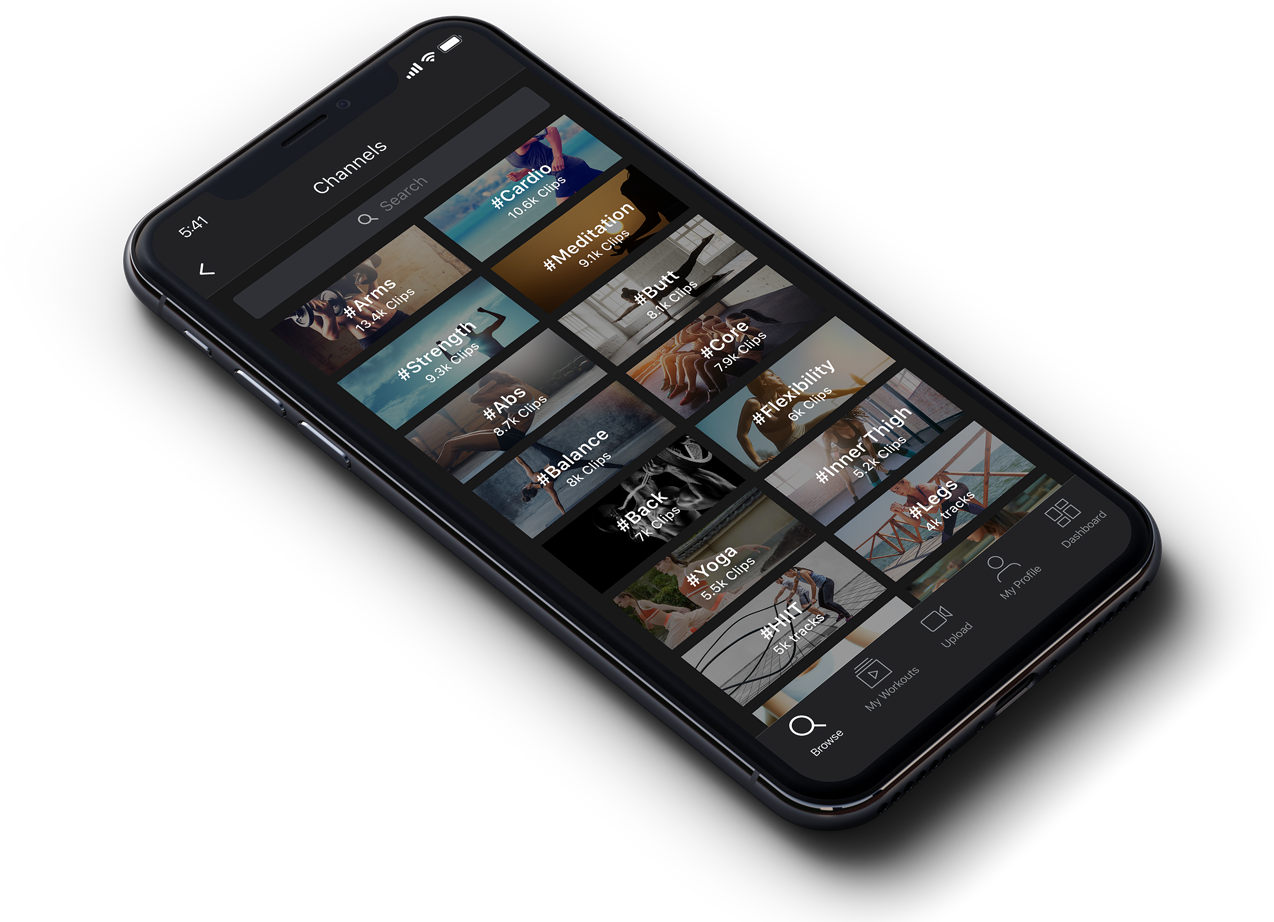 5:41
Channels
Search
#Arms
13.4k Clips
#Cardio
10.6k Clips
#Strength
9.3k Clips
#Meditation
9.1k Clips
#Abs
8.7k Clips
#Butt
8.1k Clips
#Balance
8k Clips
#Core
7.9k Clips
#Back
7k Clips
#Flexibility
6k Clips
#Yoga
5.5k Clips
#Inner Thigh
5.2k Clips
#HIIT
5k tracks
#Legs
4k tracks
Browse
My Workouts
Upload
My Profile
Dashboard